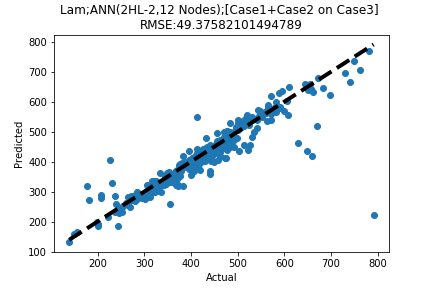 Lam;ANN(2HL-2,12 Nodes);[Case1+Case2 on Case3]
RMSE:49.37582101494789
800
700
600
500
400
300
200
100
Predicted
200 300 400 500 600 700 800
Actual